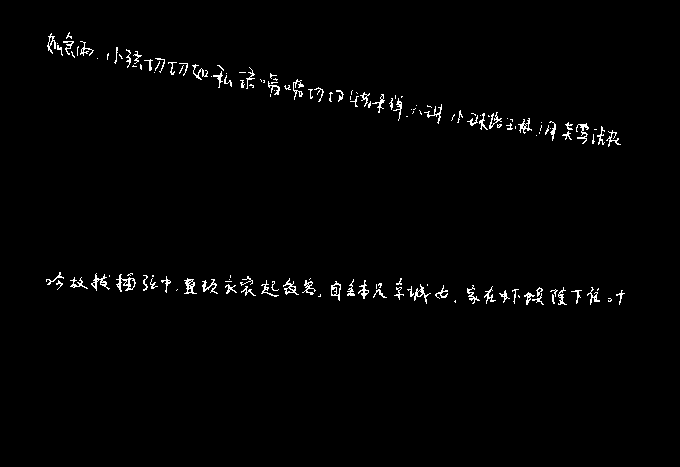 如急雨,小弦切切如私语嘈嘈切切错杂弹,大珠小珠落玉盘,间关莺语花
吟放拨插弦中,整顿衣裳起敛容,自言本是京城女,家在虾蟆陵下住。十